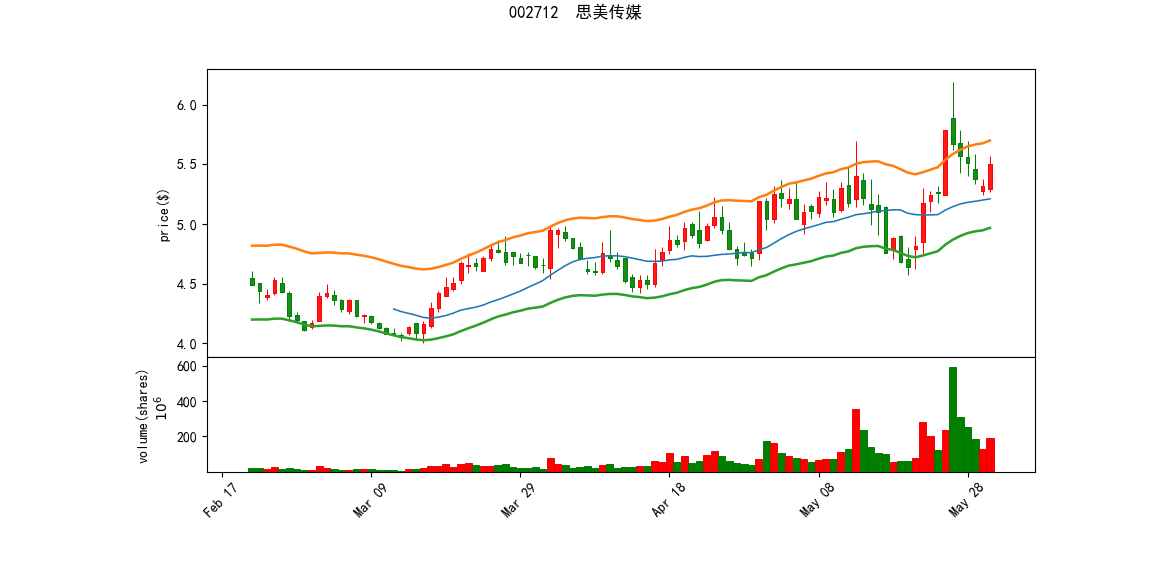 002712 思美传媒
price($)
6.0
5.5
5.0
4.5
4.0
volume(shares)
10^6
600
400
200
Feb 17
Mar 09
Mar 29
Apr 18
May 08
May 28